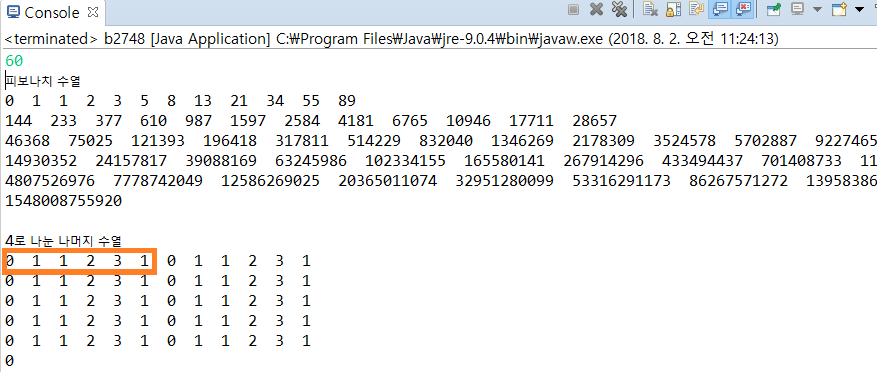 Console
<terminated> b2748 [Java Application] C:₩Program Files₩Java₩jre-9.0.4₩bin₩javaw.exe (2018. 8. 2. 오전 11:24:13)
60
피보나치 수열
0 1 1 2 3 5 8 13 21 34 55 89
144 233 377 610 987 1597 2584 4181 6765 10946 17711 28657
46368 75025 121393 196418 317811 514229 832040 1346269 2178309 3524578 5702887 9227465
14930352 24157817 39088169 63245986 102334155 165580141 267914296 433494437 701408733 11
4807526976 7778742049 12586269025 20365011074 32951280099 53316291173 86267571272 13958386
1548008755920
4로 나눈 나머지 수열
0 1 1 2 3 1 0 1 1 2 3 1
0 1 1 2 3 1 0 1 1 2 3 1
0 1 1 2 3 1 0 1 1 2 3 1
0 1 1 2 3 1 0 1 1 2 3 1
0 1 1 2 3 1 0 1 1 2 3 1
0